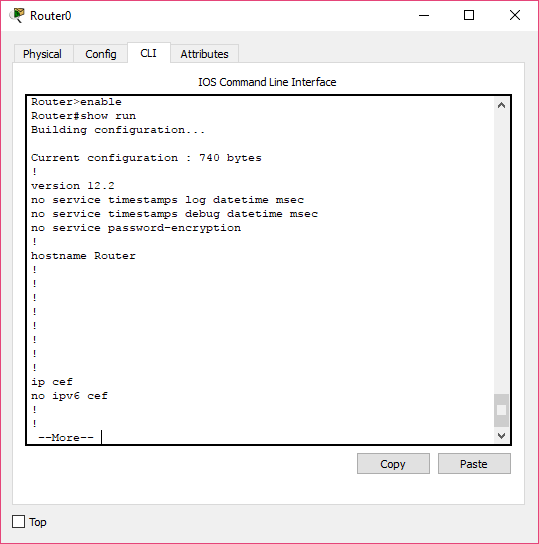 Router0
Physical Config CLI Attributes
IOS Command Line Interface
Router>enable
Router#show run
Building configuration...
Current configuration : 740 bytes
!
version 12.2
no service timestamps log datetime msec
no service timestamps debug datetime msec
no service password-encryption
!
hostname Router
!
!
!
!
!
!
!
!
ip cef
no ipv6 cef
!
!
--More--
Copy Paste
Top